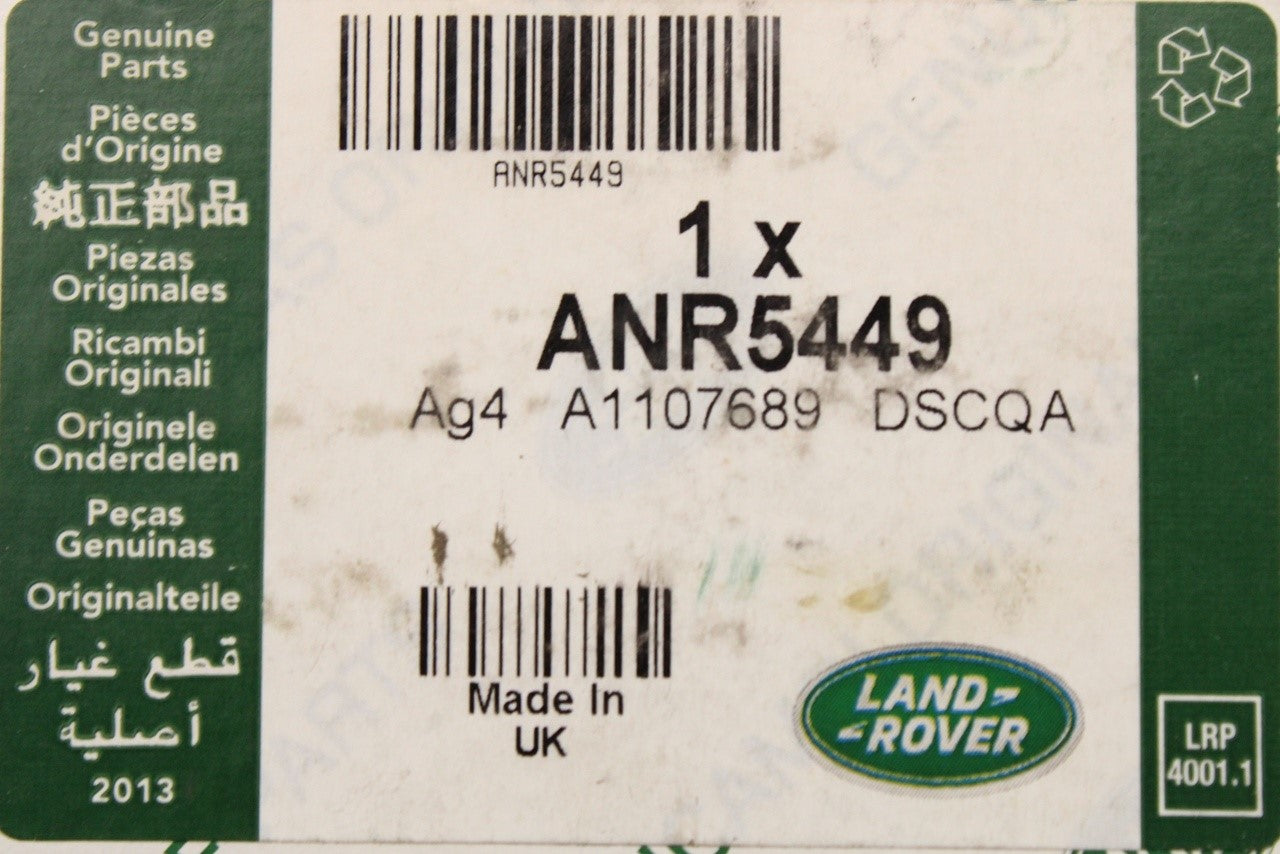 Genuine
Parts
Pièces
d'Origine
純正部品
Piezas
Originales
Ricambi
Originali
Originele
Onderdelen
Peças
Genuinas
Originalteile
قطع غيار
أصلية
2013
ANR5449
1 x
ANR5449
Ag4 A1107689 DSCQA
Made In
UK
LAND
ROVER
LRP
4001.1